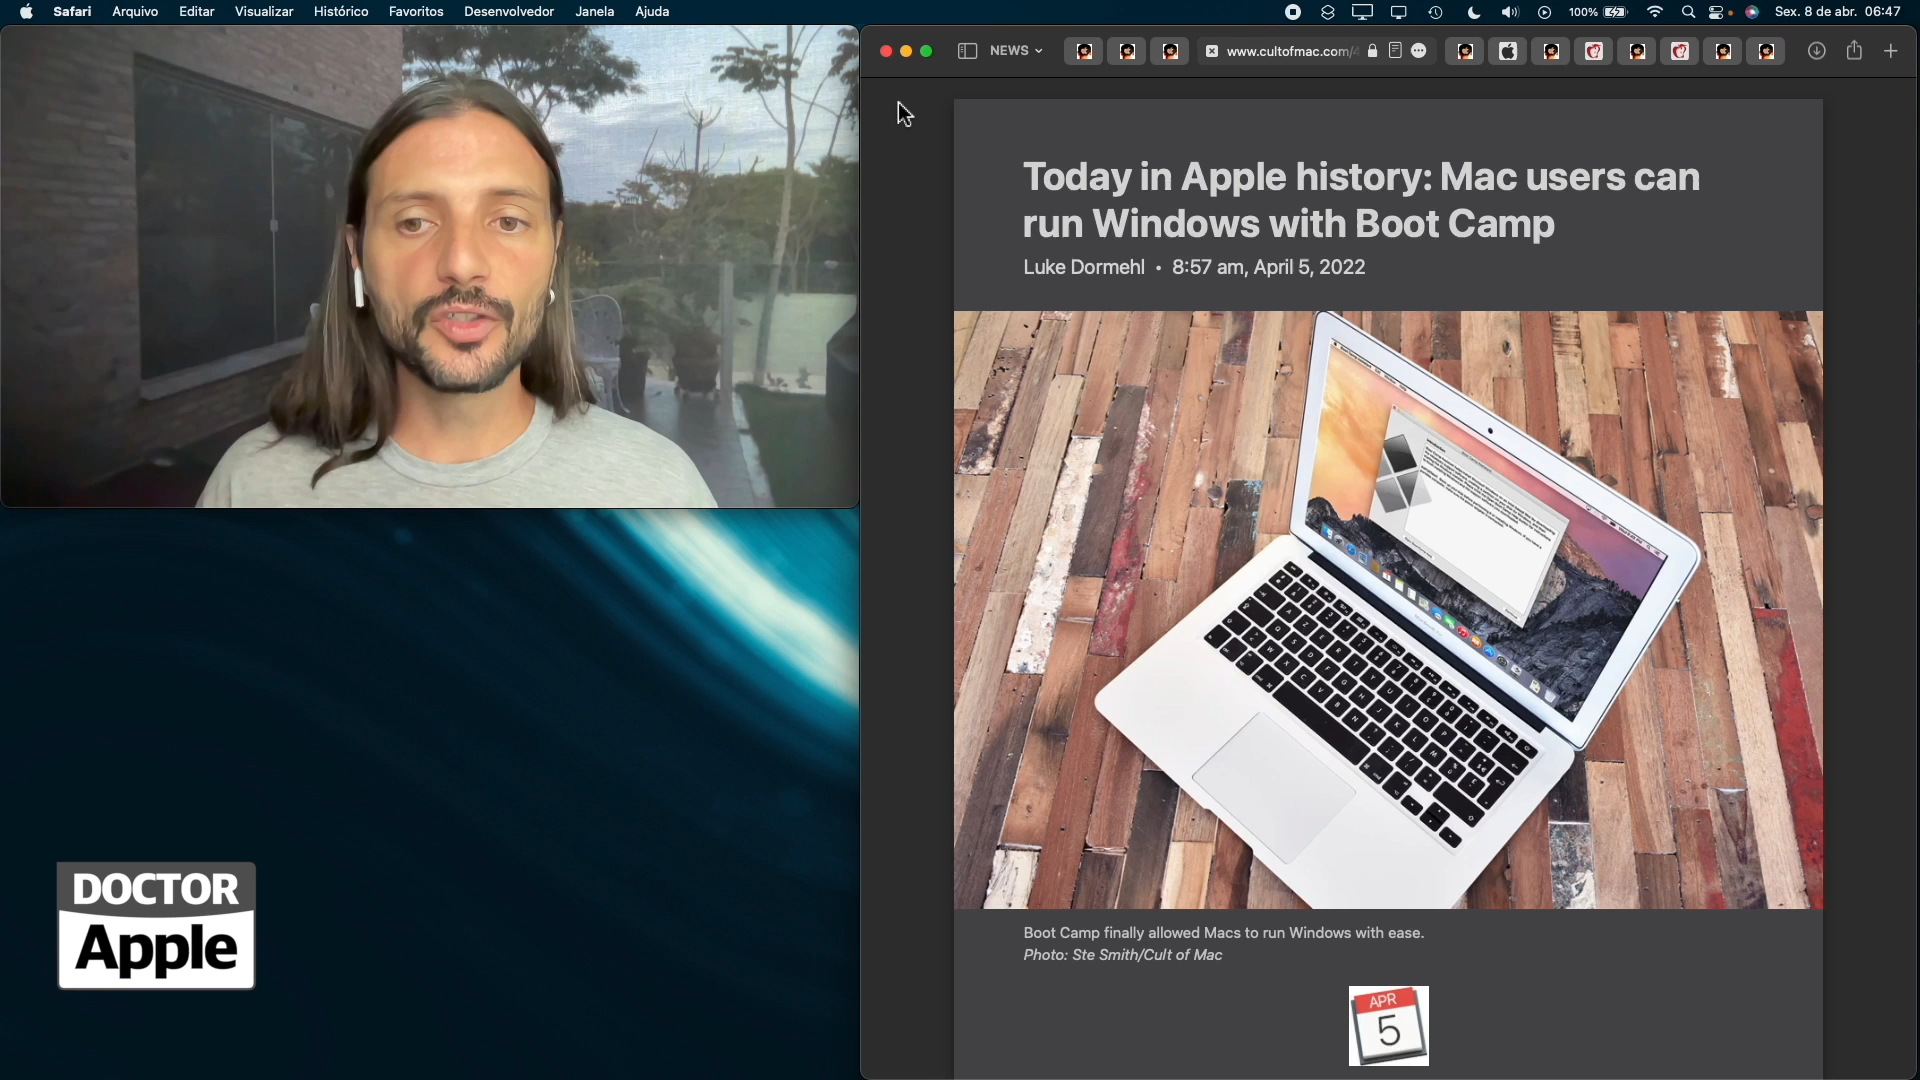 Safari Arquivo Editar Visualizar Histórico Favoritos Desenvolvedor Janela Ajuda
100%
Sex. 8 de abr. 06:47
NEWS
www.cultofmac.com/4
Today in Apple history: Mac users can
run Windows with Boot Camp
Luke Dormehl • 8:57 am, April 5, 2022
Boot Camp finally allowed Macs to run Windows with ease.
Photo: Ste Smith/Cult of Mac
APR
5
DOCTOR
Apple